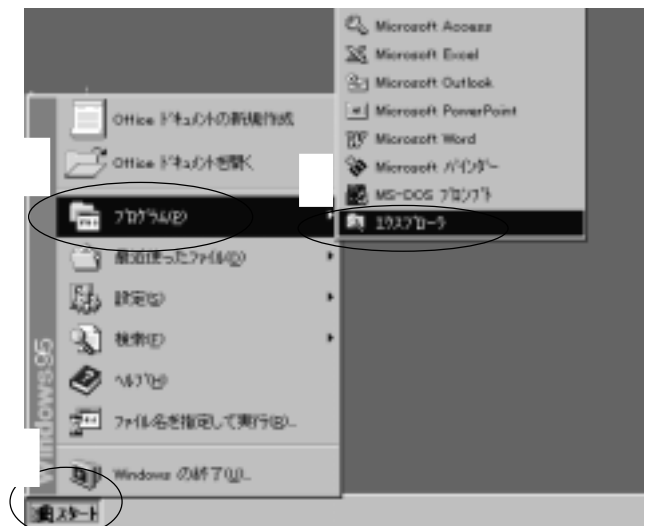 Microsoft Access
Microsoft Excel
Microsoft Outlook
Microsoft PowerPoint
Microsoft Word
Microsoft バインダー
MS-DOS プロンプト
エクスプローラ
Office ドキュメントの新規作成
Office ドキュメントを開く
プログラム(P)
最近使ったファイル(D)
設定(S)
検索(F)
ヘルプ(H)
ファイル名を指定して実行(R)...
Windows の終了(U)...
Windows 95
スタート